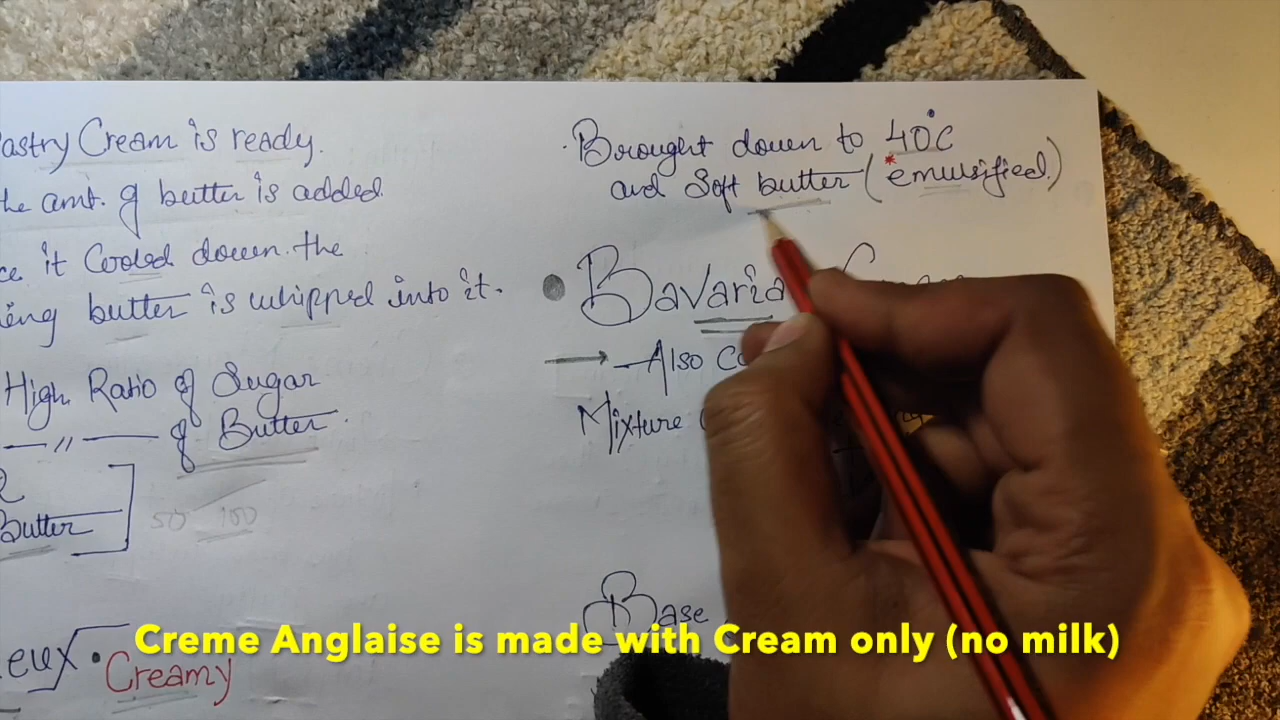 astry Cream is ready.
he amt. of butter is added.
ce it Cooled down. the
ing butter is whipped into it.
High Ratio of Sugar
— " — of Butter.
Butter
50 100
eux • Creamy
· Brought down to 40°C
and Soft butter (*emulsified.)
• Bavaria
→ Also Co
Mixture
Base
Creme Anglaise is made with Cream only (no milk)